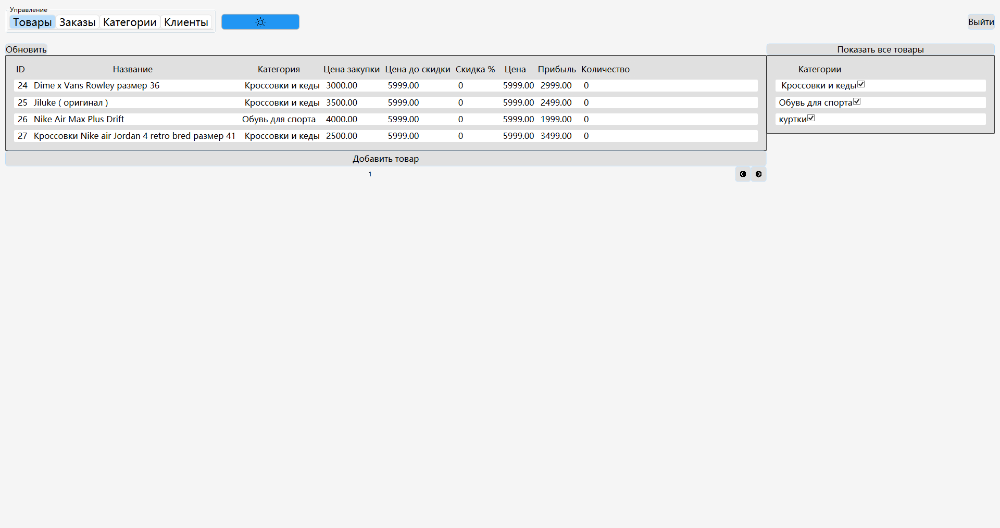 Управление
Товары Заказы Категории Клиенты
Выйти
Обновить
Показать все товары
ID Название Категория Цена закупки Цена до скидки Скидка % Цена Прибыль Количество
24 Dime x Vans Rowley размер 36 Кроссовки и кеды 3000.00 5999.00 0 5999.00 2999.00 0
25 Jiluke ( оригинал ) Кроссовки и кеды 3500.00 5999.00 0 5999.00 2499.00 0
26 Nike Air Max Plus Drift Обувь для спорта 4000.00 5999.00 0 5999.00 1999.00 0
27 Кроссовки Nike air Jordan 4 retro bred размер 41 Кроссовки и кеды 2500.00 5999.00 0 5999.00 3499.00 0
Добавить товар
1
Категории
Кроссовки и кеды
Обувь для спорта
куртки